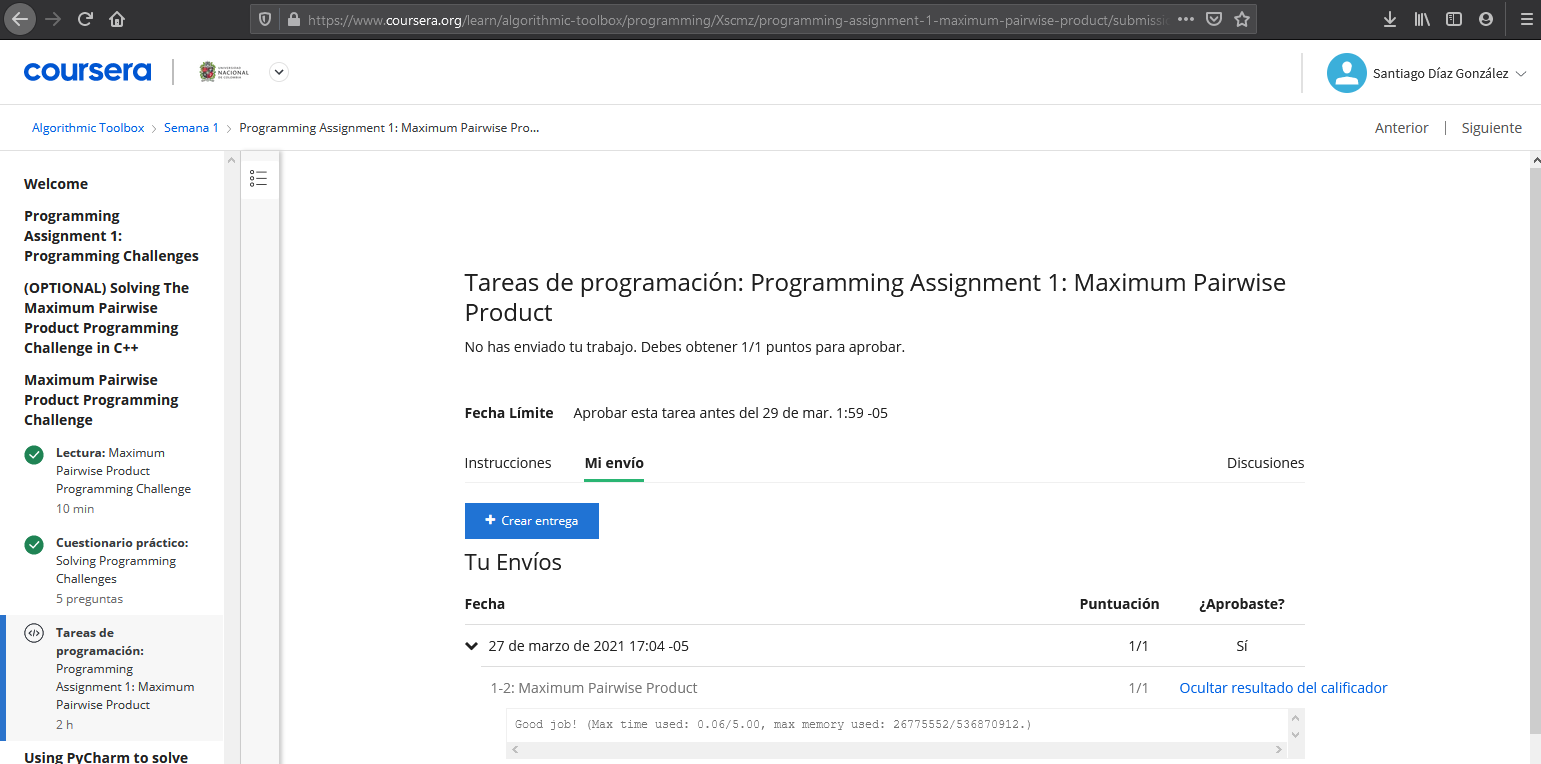 https://www.coursera.org/learn/algorithmic-toolbox/programming/Xscmz/programming-assignment-1-maximum-pairwise-product/submissi
coursera
UNIVERSIDAD
NACIONAL
DE COLOMBIA
Santiago Díaz González
Algorithmic Toolbox > Semana 1 > Programming Assignment 1: Maximum Pairwise Pro...
Anterior | Siguiente
Welcome
Programming
Assignment 1:
Programming Challenges
(OPTIONAL) Solving The
Maximum Pairwise
Product Programming
Challenge in C++
Maximum Pairwise
Product Programming
Challenge
Lectura: Maximum
Pairwise Product
Programming Challenge
10 min
Cuestionario práctico:
Solving Programming
Challenges
5 preguntas
Tareas de
programación:
Programming
Assignment 1: Maximum
Pairwise Product
2 h
Using PyCharm to solve
Tareas de programación: Programming Assignment 1: Maximum Pairwise
Product
No has enviado tu trabajo. Debes obtener 1/1 puntos para aprobar.
Fecha Límite Aprobar esta tarea antes del 29 de mar. 1:59 -05
Instrucciones Mi envío Discusiones
+ Crear entrega
Tu Envíos
Fecha Puntuación ¿Aprobaste?
27 de marzo de 2021 17:04 -05 1/1 Sí
1-2: Maximum Pairwise Product 1/1 Ocultar resultado del calificador
Good job! (Max time used: 0.06/5.00, max memory used: 26775552/536870912.)